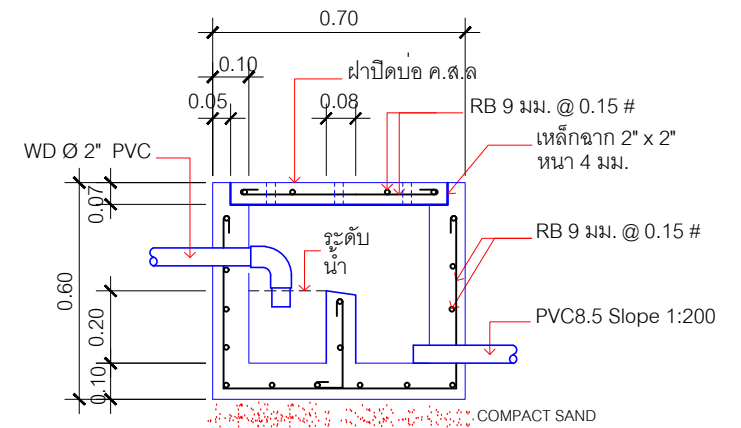 0.70
0.10
ฝาปิดบ่อ ค.ส.ล
0.05
0.08
RB 9 มม. @ 0.15 #
เหล็กฉาก 2" x 2"
หนา 4 มม.
WD Ø 2" PVC
0.07
ระดับ
น้ำ
RB 9 มม. @ 0.15 #
0.60
0.20
PVC8.5 Slope 1:200
0.10
COMPACT SAND